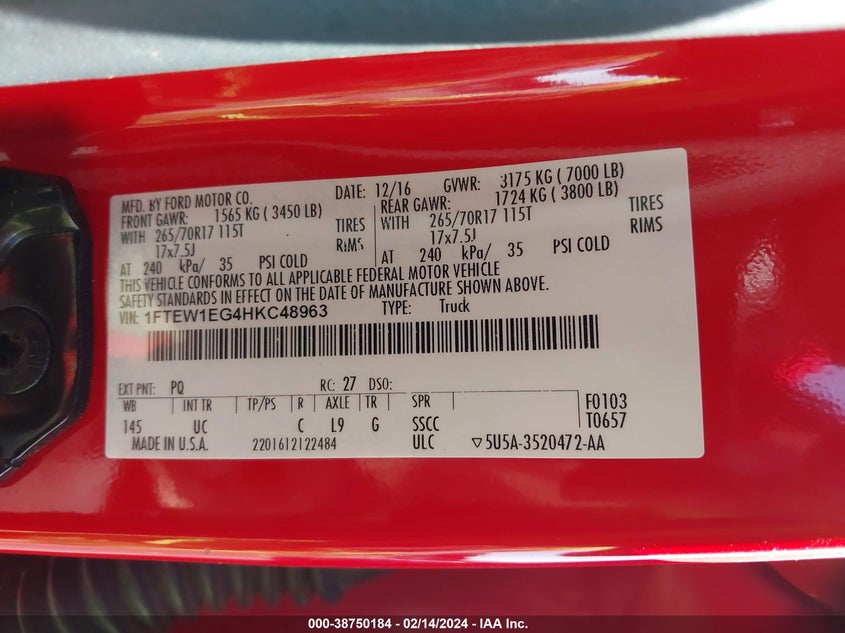 MFD. BY FORD MOTOR CO. DATE: 12/16 GVWR: 3175 KG ( 7000 LB)
FRONT GAWR: 1565 KG ( 3450 LB) REAR GAWR: 1724 KG ( 3800 LB)
WITH 265/70R17 115T TIRES WITH 265/70R17 115T TIRES
17x7.5J RIMS 17x7.5J RIMS
AT 240 kPa/ 35 PSI COLD AT 240 kPa/ 35 PSI COLD
THIS VEHICLE CONFORMS TO ALL APPLICABLE FEDERAL MOTOR VEHICLE
SAFETY STANDARDS IN EFFECT ON THE DATE OF MANUFACTURE SHOWN ABOVE.
VIN: 1FTEW1EG4HKC48963 TYPE: Truck
EXT PNT: PQ RC: 27 DSO:
WB INT TR TP/PS R AXLE TR SPR F0103
145 UC C L9 G SSCC T0657
MADE IN U.S.A. 2201612122484 ULC ▽5U5A-3520472-AA
000-38750184 - 02/14/2024 - IAA Inc.